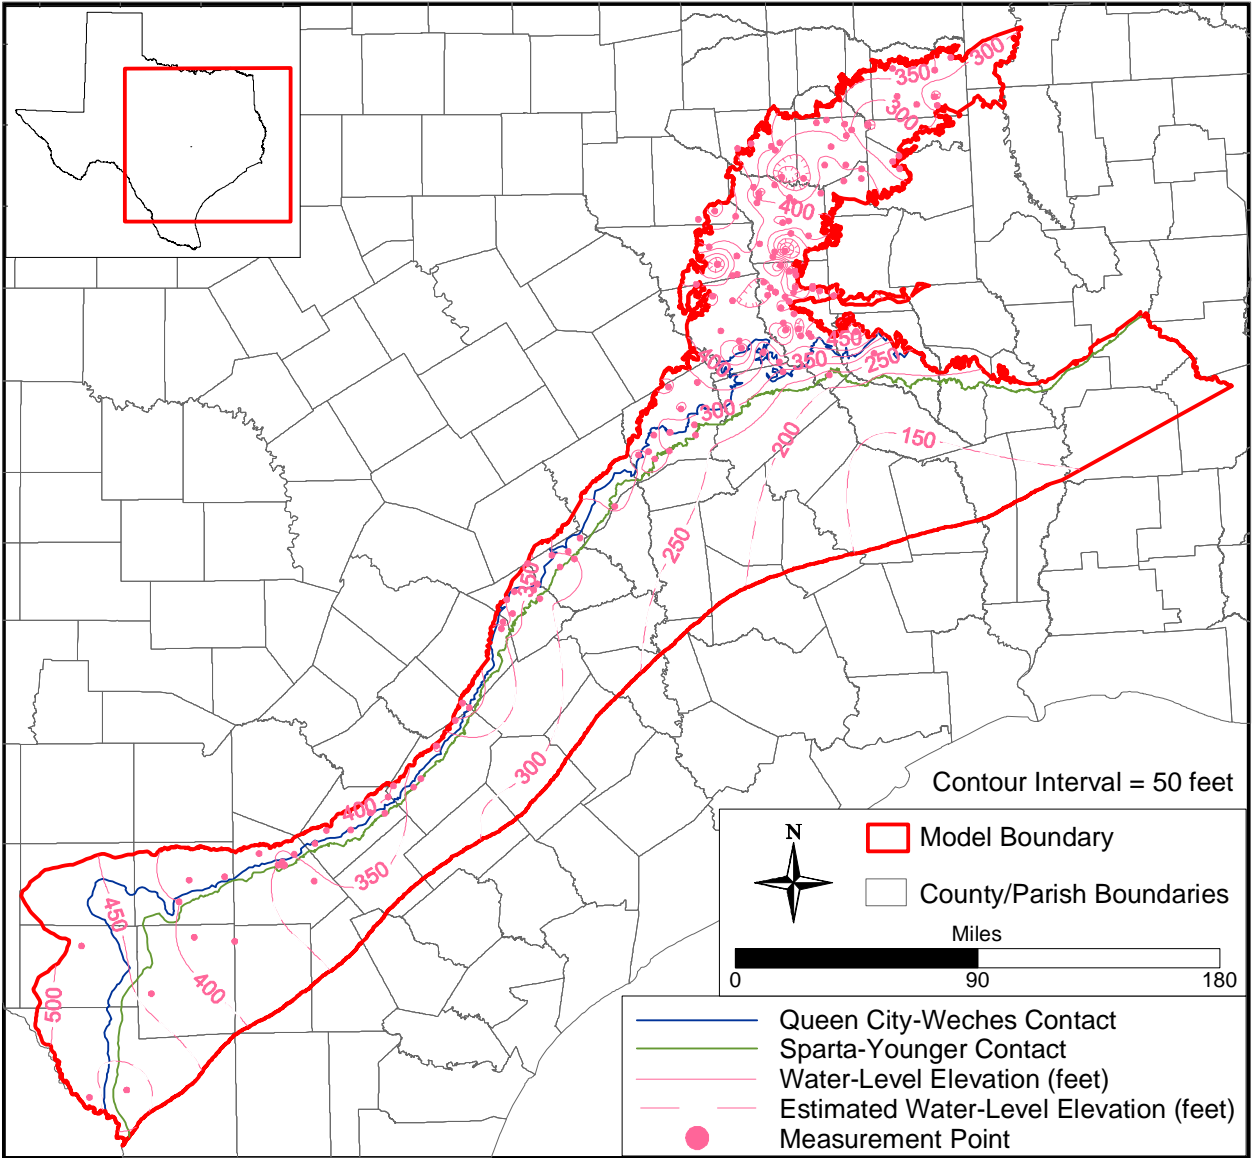 300
350
300
400
450
350
250
300
200
150
250
350
300
400
350
450
400
500
Contour Interval = 50 feet
N
Model Boundary
County/Parish Boundaries
Miles
0 90 180
Queen City-Weches Contact
Sparta-Younger Contact
Water-Level Elevation (feet)
Estimated Water-Level Elevation (feet)
Measurement Point